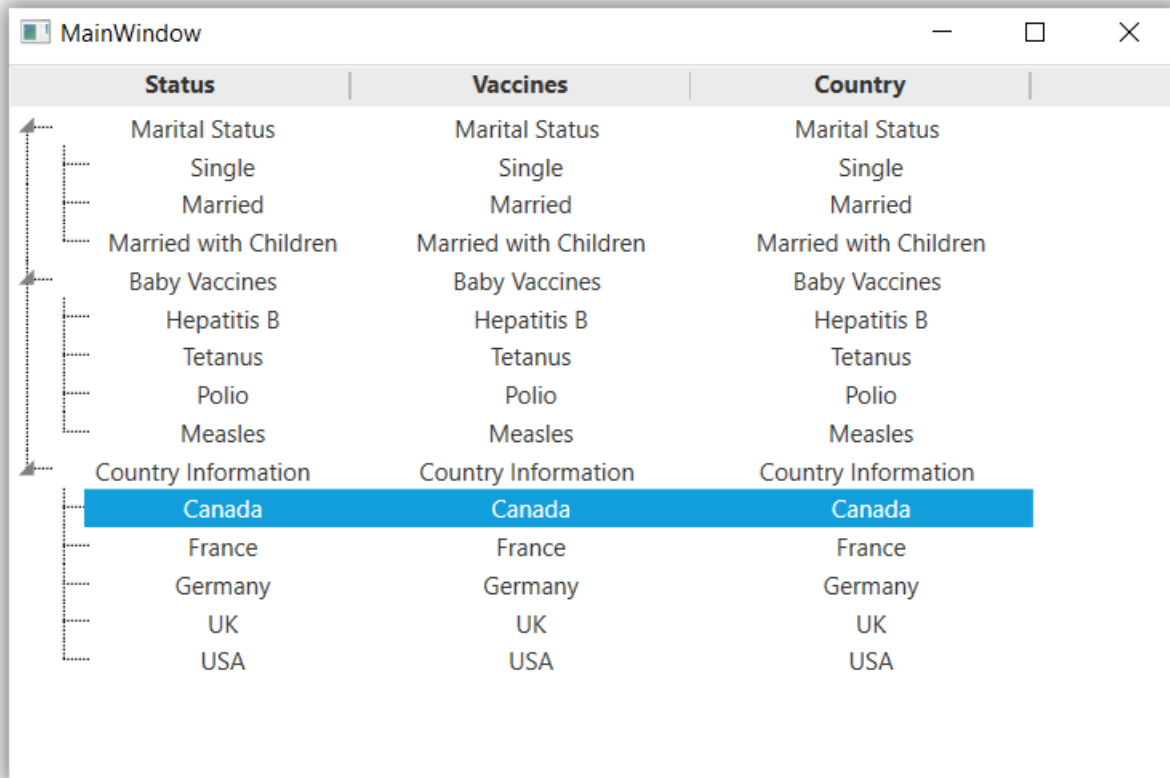 MainWindow
Status Vaccines Country
Marital Status Marital Status Marital Status
Single Single Single
Married Married Married
Married with Children Married with Children Married with Children
Baby Vaccines Baby Vaccines Baby Vaccines
Hepatitis B Hepatitis B Hepatitis B
Tetanus Tetanus Tetanus
Polio Polio Polio
Measles Measles Measles
Country Information Country Information Country Information
Canada Canada Canada
France France France
Germany Germany Germany
UK UK UK
USA USA USA